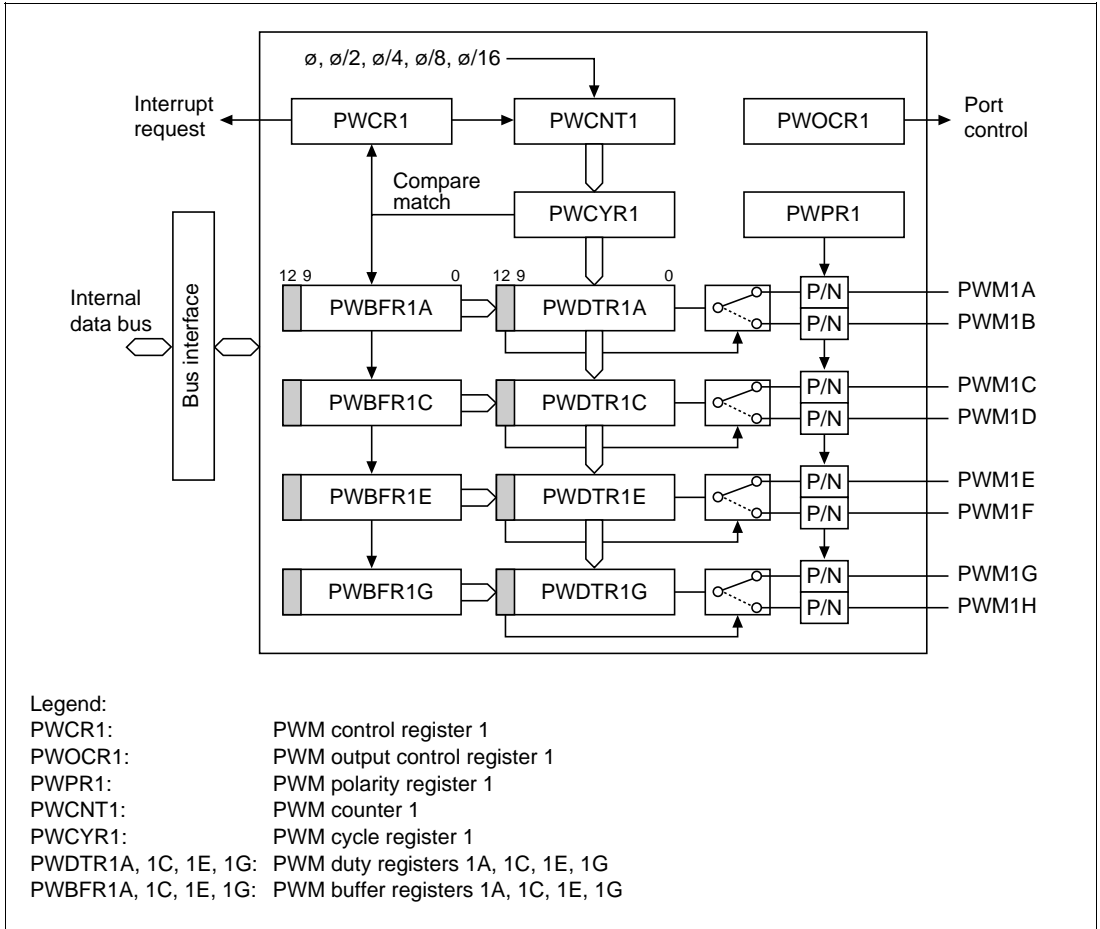 ø, ø/2, ø/4, ø/8, ø/16
Interrupt
request
PWCR1
PWCNT1
PWOCR1
Port
control
Compare
match
PWCYR1
PWPR1
Internal
data bus
Bus interface
12 9 0
12 9 0
PWBFR1A
PWDTR1A
P/N
PWM1A
P/N
PWM1B
PWBFR1C
PWDTR1C
P/N
PWM1C
P/N
PWM1D
PWBFR1E
PWDTR1E
P/N
PWM1E
P/N
PWM1F
PWBFR1G
PWDTR1G
P/N
PWM1G
P/N
PWM1H
Legend:
PWCR1: PWM control register 1
PWOCR1: PWM output control register 1
PWPR1: PWM polarity register 1
PWCNT1: PWM counter 1
PWCYR1: PWM cycle register 1
PWDTR1A, 1C, 1E, 1G: PWM duty registers 1A, 1C, 1E, 1G
PWBFR1A, 1C, 1E, 1G: PWM buffer registers 1A, 1C, 1E, 1G